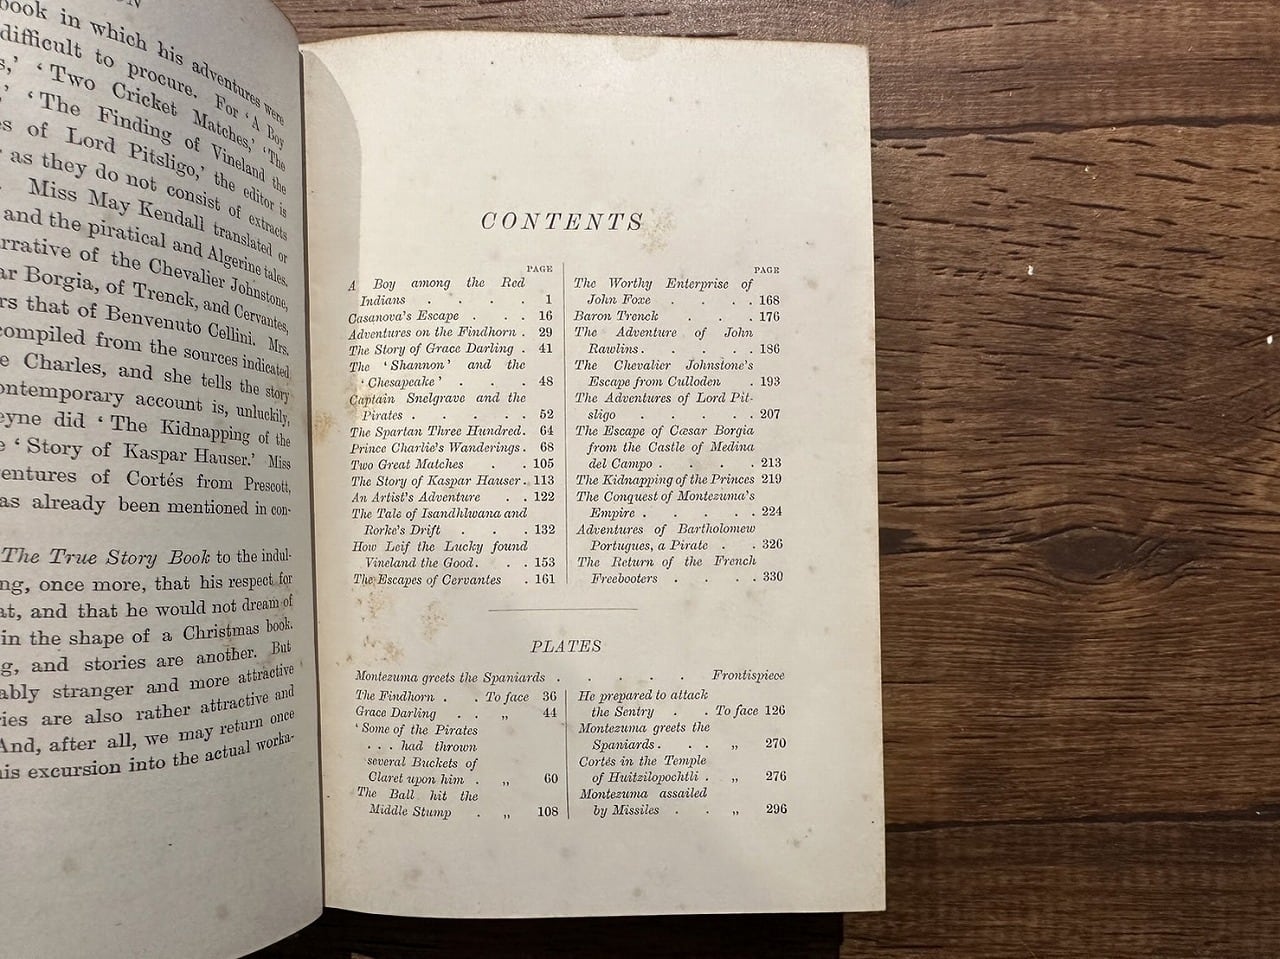 ON
book in which his adventures were
difficult to procure. For 'A Boy
s,' 'Two Cricket Matches,' 'The
,' 'The Finding of Vineland the
es of Lord Pitsligo,' the editor is
as they do not consist of extracts
Miss May Kendall translated or
and the piratical and Algerine tales.
rrative of the Chevalier Johnstone,
ar Borgia, of Trenck, and Cervantes,
rs that of Benvenuto Cellini. Mrs.
compiled from the sources indicated
e Charles, and she tells the story
ontemporary account is, unluckily,
eyne did 'The Kidnapping of the
e 'Story of Kaspar Hauser.' Miss
ventures of Cortés from Prescott,
as already been mentioned in con-
The True Story Book to the indul-
ng, once more, that his respect for
at, and that he would not dream of
in the shape of a Christmas book.
g, and stories are another. But
ably stranger and more attractive
ries are also rather attractive and
And, after all, we may return once
his excursion into the actual worka-
CONTENTS
PAGE
A Boy among the Red
Indians . . . . 1
Casanova's Escape . . . 16
Adventures on the Findhorn . 29
The Story of Grace Darling . 41
The 'Shannon' and the
'Chesapeake' . . . 48
Captain Snelgrave and the
Pirates . . . . . 52
The Spartan Three Hundred . 64
Prince Charlie's Wanderings . 68
Two Great Matches . . 105
The Story of Kaspar Hauser . 113
An Artist's Adventure . . 122
The Tale of Isandhlwana and
Rorke's Drift . . . 132
How Leif the Lucky found
Vineland the Good . . . 153
The Escapes of Cervantes . 161
PAGE
The Worthy Enterprise of
John Foxe . . . . 168
Baron Trenck . . . 176
The Adventure of John
Rawlins . . . . . 186
The Chevalier Johnstone's
Escape from Culloden . 193
The Adventures of Lord Pit-
sligo . . . . . 207
The Escape of Cæsar Borgia
from the Castle of Medina
del Campo . . . . 213
The Kidnapping of the Princes 219
The Conquest of Montezuma's
Empire . . . . . 224
Adventures of Bartholomew
Portugues, a Pirate . . 326
The Return of the French
Freebooters . . . . 330
PLATES
Montezuma greets the Spaniards . . . . . Frontispiece
The Findhorn . . To face 36
Grace Darling . . „ 44
'Some of the Pirates
. . . had thrown
several Buckets of
Claret upon him . „ 60
The Ball hit the
Middle Stump . „ 108
He prepared to attack
the Sentry . . To face 126
Montezuma greets the
Spaniards . . . „ 270
Cortés in the Temple
of Huitzilopochtli . „ 276
Montezuma assailed
by Missiles . . „ 296